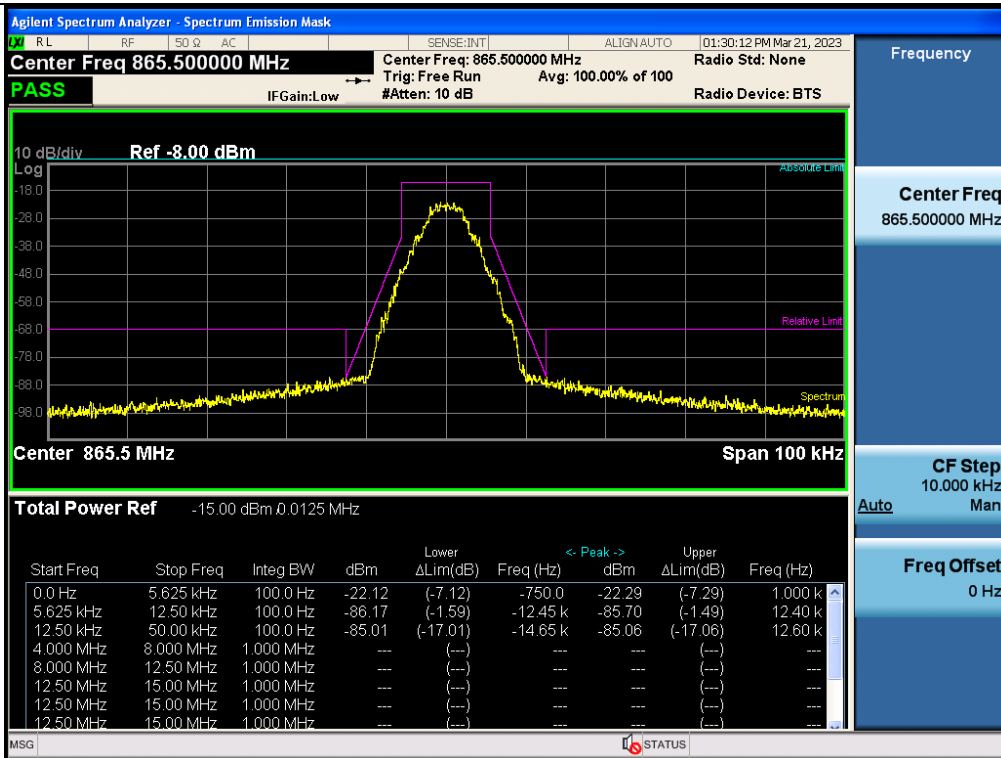 Agilent Spectrum Analyzer - Spectrum Emission Mask
LXI RL RF 50 Ω AC SENSE:INT ALIGN AUTO 01:30:12 PM Mar 21, 2023
Center Freq 865.500000 MHz Center Freq: 865.500000 MHz Radio Std: None
Trig: Free Run Avg: 100.00% of 100
PASS IFGain:Low #Atten: 10 dB Radio Device: BTS
10 dB/div Ref -8.00 dBm
Log Absolute Limit
-18.0
-28.0
-38.0
-48.0
-58.0
-68.0 Relative Limit
-78.0
-88.0
Spectrum
-98.0
Center 865.5 MHz Span 100 kHz
Total Power Ref -15.00 dBm / 0.0125 MHz
Lower <- Peak -> Upper
Start Freq Stop Freq Integ BW dBm ΔLim(dB) Freq (Hz) dBm ΔLim(dB) Freq (Hz)
0.0 Hz 5.625 kHz 100.0 Hz -22.12 (-7.12) -750.0 -22.29 (-7.29) 1.000 k
5.625 kHz 12.50 kHz 100.0 Hz -86.17 (-1.59) -12.45 k -85.70 (-1.49) 12.40 k
12.50 kHz 50.00 kHz 100.0 Hz -85.01 (-17.01) -14.65 k -85.06 (-17.06) 12.60 k
4.000 MHz 8.000 MHz 1.000 MHz --- (---) --- --- (---) ---
8.000 MHz 12.50 MHz 1.000 MHz --- (---) --- --- (---) ---
12.50 MHz 15.00 MHz 1.000 MHz --- (---) --- --- (---) ---
12.50 MHz 15.00 MHz 1.000 MHz --- (---) --- --- (---) ---
12.50 MHz 15.00 MHz 1.000 MHz --- (---) --- --- (---) ---
MSG STATUS
Frequency
Center Freq
865.500000 MHz
CF Step
10.000 kHz
Auto Man
Freq Offset
0 Hz